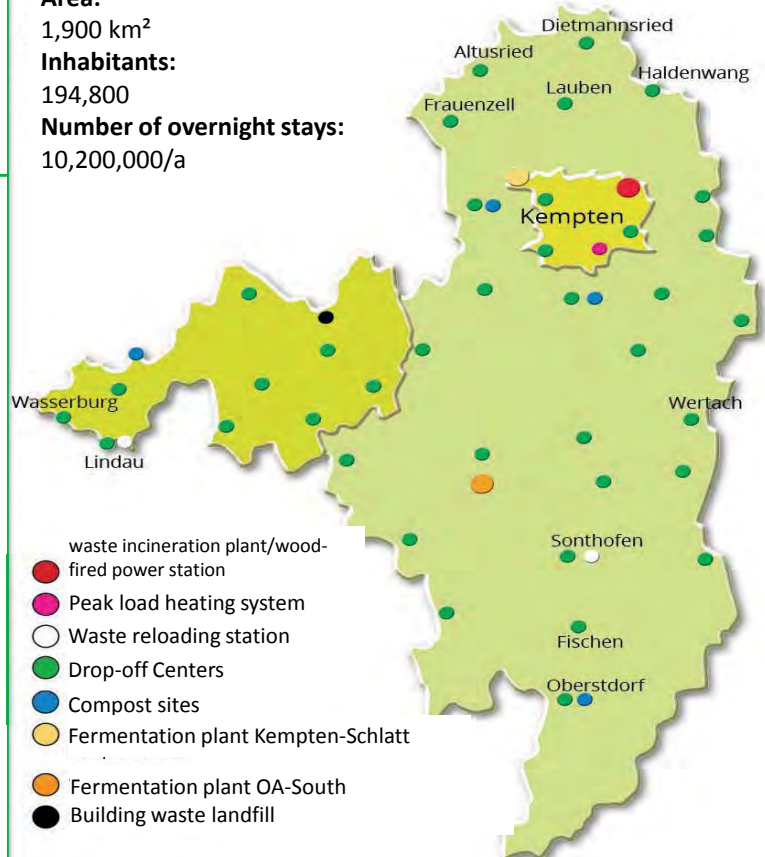 Area:
1,900 km²
Inhabitants:
194,800
Number of overnight stays:
10,200,000/a
Dietmannsried
Altusried
Haldenwang
Lauben
Frauenzell
Kempten
Wasserburg
Lindau
Wertach
Sonthofen
Fischen
Oberstdorf
waste incineration plant/wood-
fired power station
Peak load heating system
Waste reloading station
Drop-off Centers
Compost sites
Fermentation plant Kempten-Schlatt
Fermentation plant OA-South
Building waste landfill